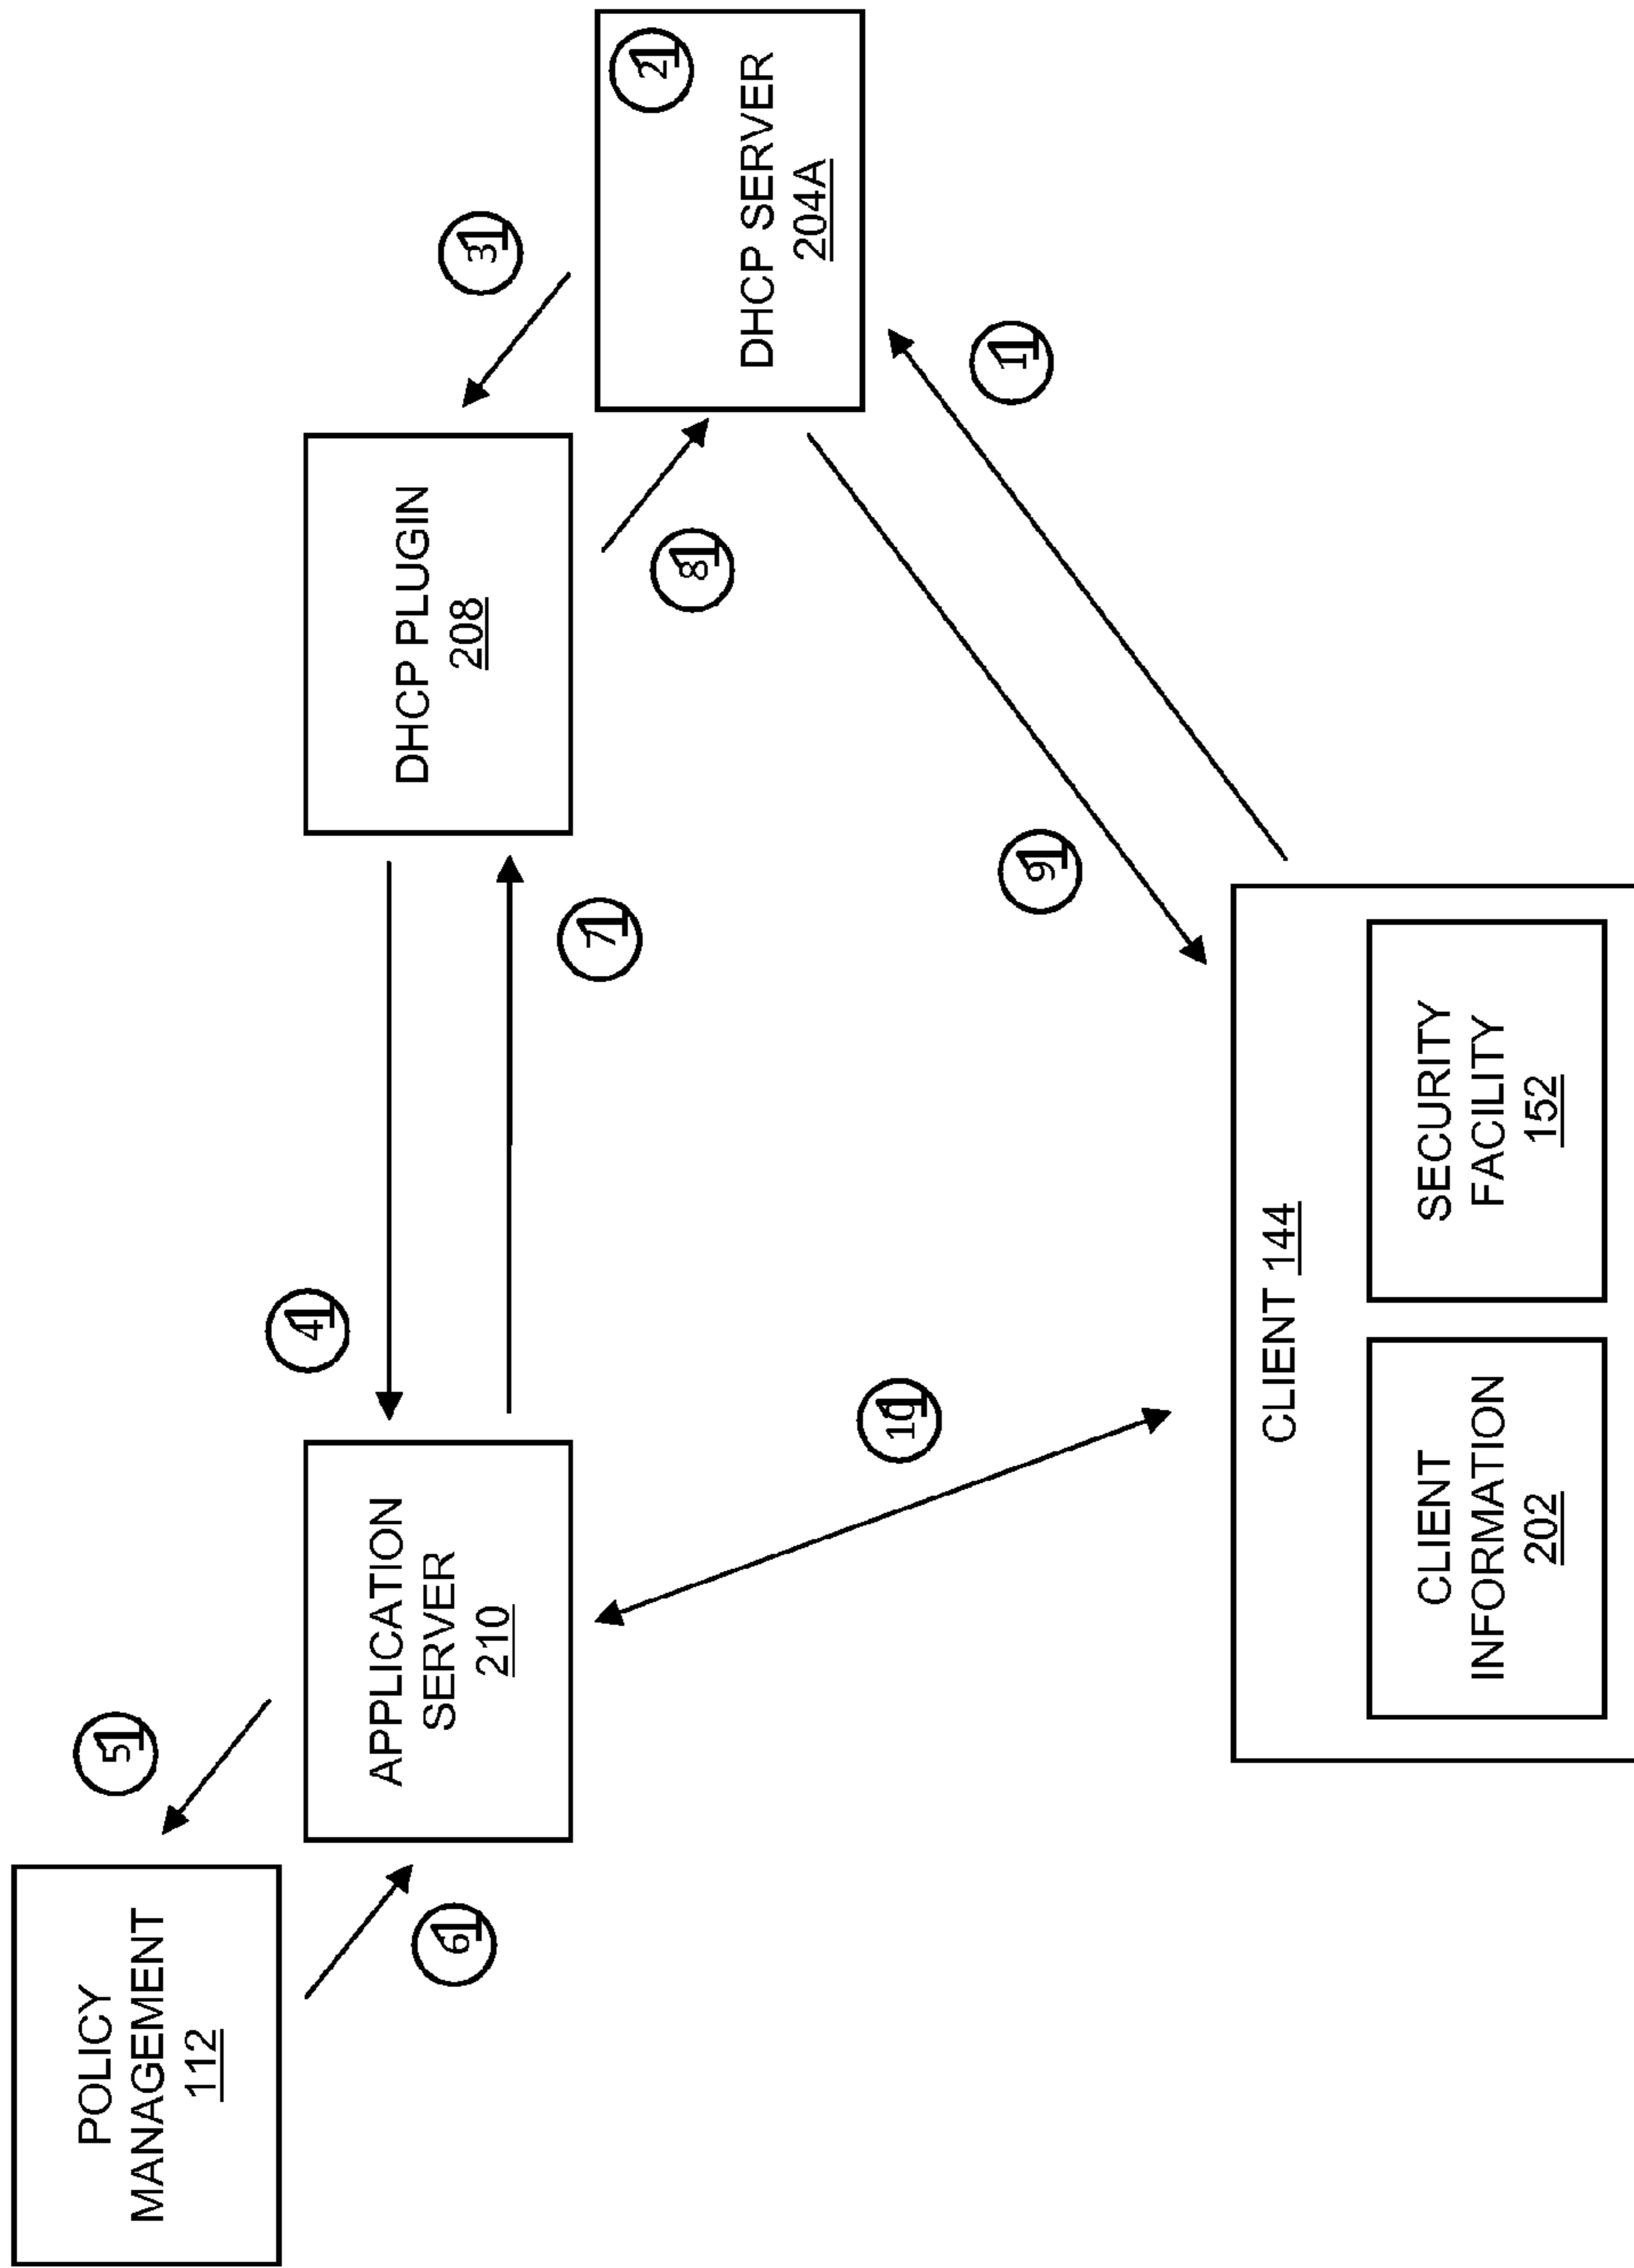 POLICY
MANAGEMENT
112
5
6
4
APPLICATION
SERVER
210
DHCP PLUGIN
208
3
7
8
2
DHCP SERVER
204A
10
9
1
CLIENT 144
CLIENT
INFORMATION
202
SECURITY
FACILITY
152